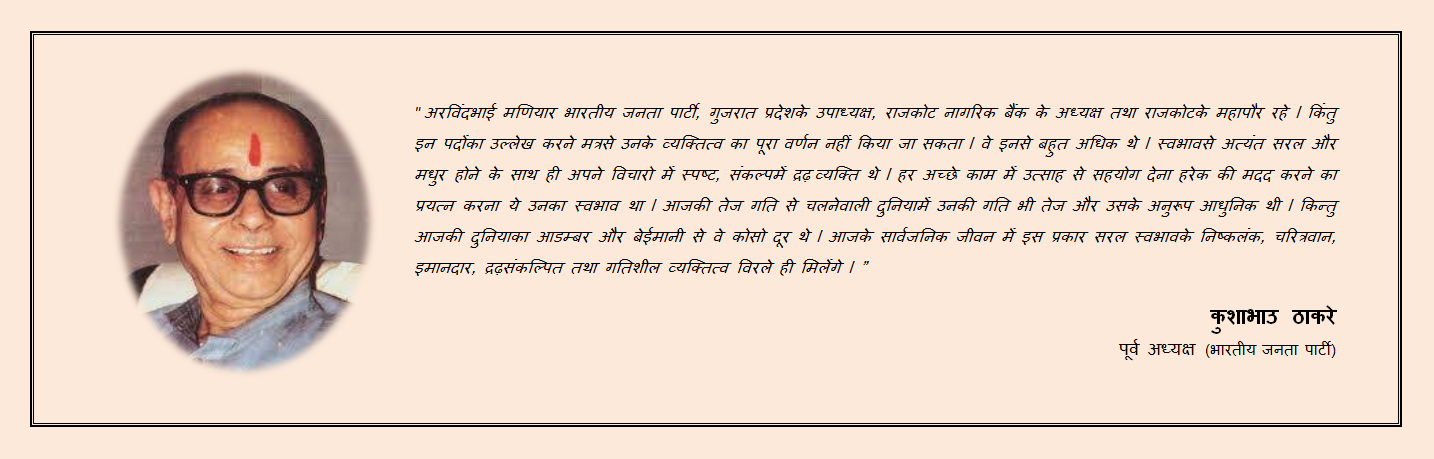 " अरविंदभाई मणियार भारतीय जनता पार्टी, गुजरात प्रदेशके उपाध्यक्ष, राजकोट नागरिक बैंक के अध्यक्ष तथा राजकोटके महापौर रहे । किंतु
इन पदोंका उल्लेख करने मत्रसे उनके व्यक्तित्व का पूरा वर्णन नहीं किया जा सकता । वे इनसे बहुत अधिक थे । स्वभावसे अत्यंत सरल और
मधुर होने के साथ ही अपने विचारो में स्पष्ट, संकल्पमें द्रढ़ व्यक्ति थे । हर अच्छे काम में उत्साह से सहयोग देना हरेक की मदद करने का
प्रयत्न करना ये उनका स्वभाव था । आजकी तेज गति से चलनेवाली दुनियामें उनकी गति भी तेज और उसके अनुरूप आधुनिक थी । किन्तु
आजकी दुनियाका आडम्बर और बेईमानी से वे कोसो दूर थे । आजके सार्वजनिक जीवन में इस प्रकार सरल स्वभावके निष्कलंक, चरित्रवान,
इमानदार, द्रढ़संकल्पित तथा गतिशील व्यक्तित्व विरले ही मिलेंगे । ”
कुशाभाउ ठाकरे
पूर्व अध्यक्ष (भारतीय जनता पार्टी)